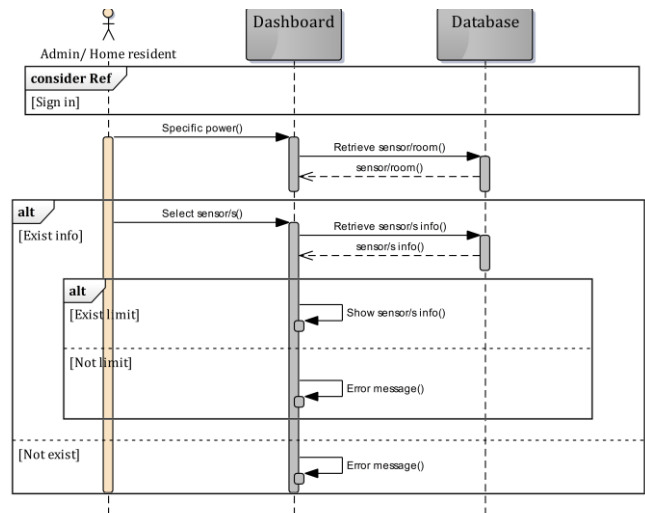 Dashboard
Database
Admin/ Home resident
consider Ref
[Sign in]
Specific power()
Retrieve sensor/room()
sensor/room()
alt
Select sensor/s()
[Exist info]
Retrieve sensor/s info()
sensor/s info()
alt
[Exist limit]
Show sensor/s info()
[Not limit]
Error message()
[Not exist]
Error message()